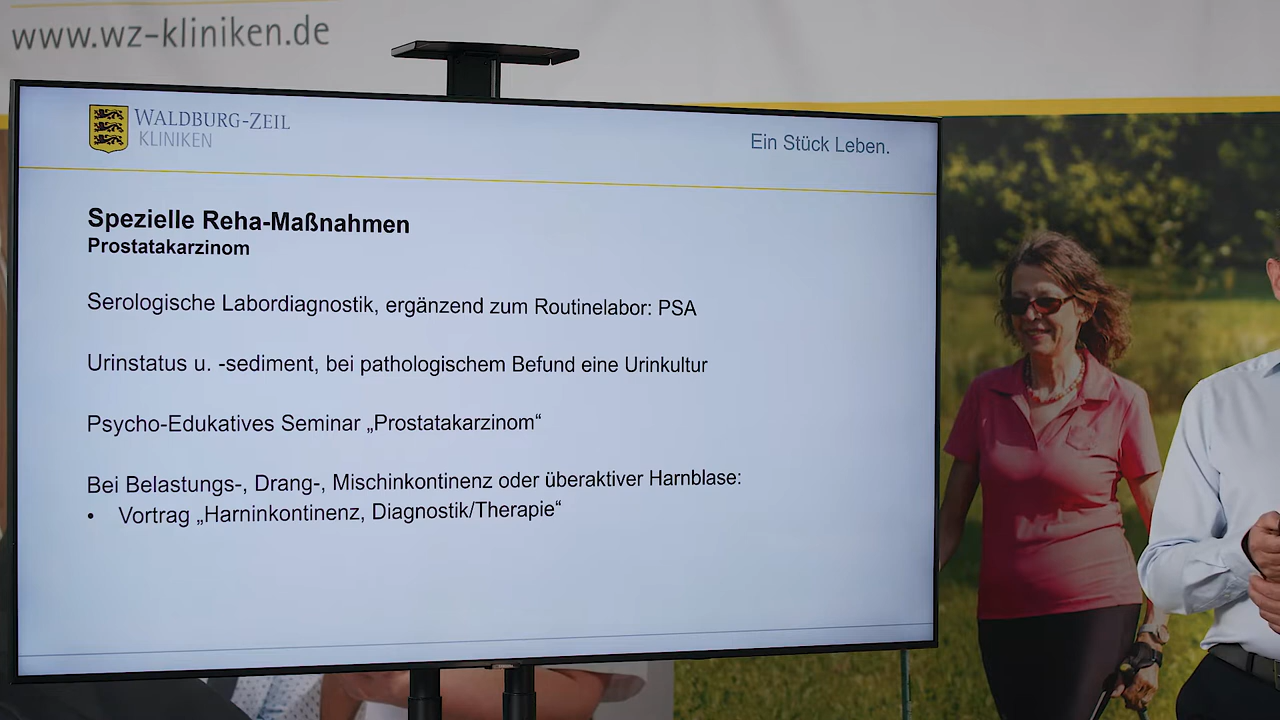 www.wz-kliniken.de
WALDBURG-ZEIL
KLINIKEN
Ein Stück Leben.
Spezielle Reha-Maßnahmen
Prostatakarzinom
Serologische Labordiagnostik, ergänzend zum Routinelabor: PSA
Urinstatus u. -sediment, bei pathologischem Befund eine Urinkultur
Psycho-Edukatives Seminar „Prostatakarzinom“
Bei Belastungs-, Drang-, Mischinkontinenz oder überaktiver Harnblase:
• Vortrag „Harninkontinenz, Diagnostik/Therapie“